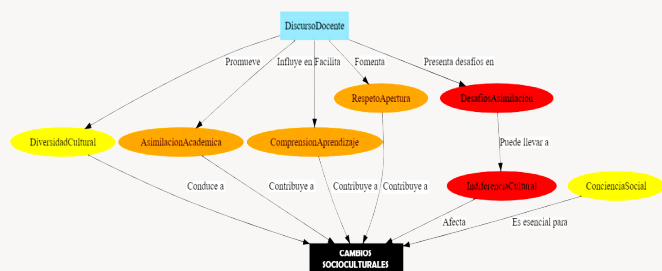 DiscursoDocente
Promueve
Influye en
Facilita
Fomenta
Presenta desafíos en
RespetoApertura
DesafiosAsimilacion
DiversidadCultural
AsimilacionAcademica
ComprensionAprendizaje
Puede llevar a
Conduce a
Contribuye a
Contribuye a
Contribuye a
IndiferenciaCultural
ConcienciaSocial
Afecta
Es esencial para
CAMBIOS
SOCIOCULTURALES